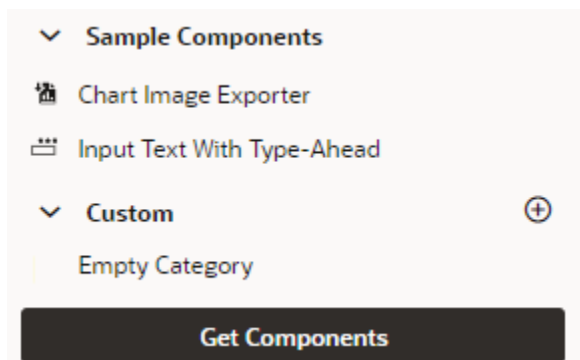 Sample Components
Chart Image Exporter
Input Text With Type-Ahead
Custom
Empty Category
Get Components